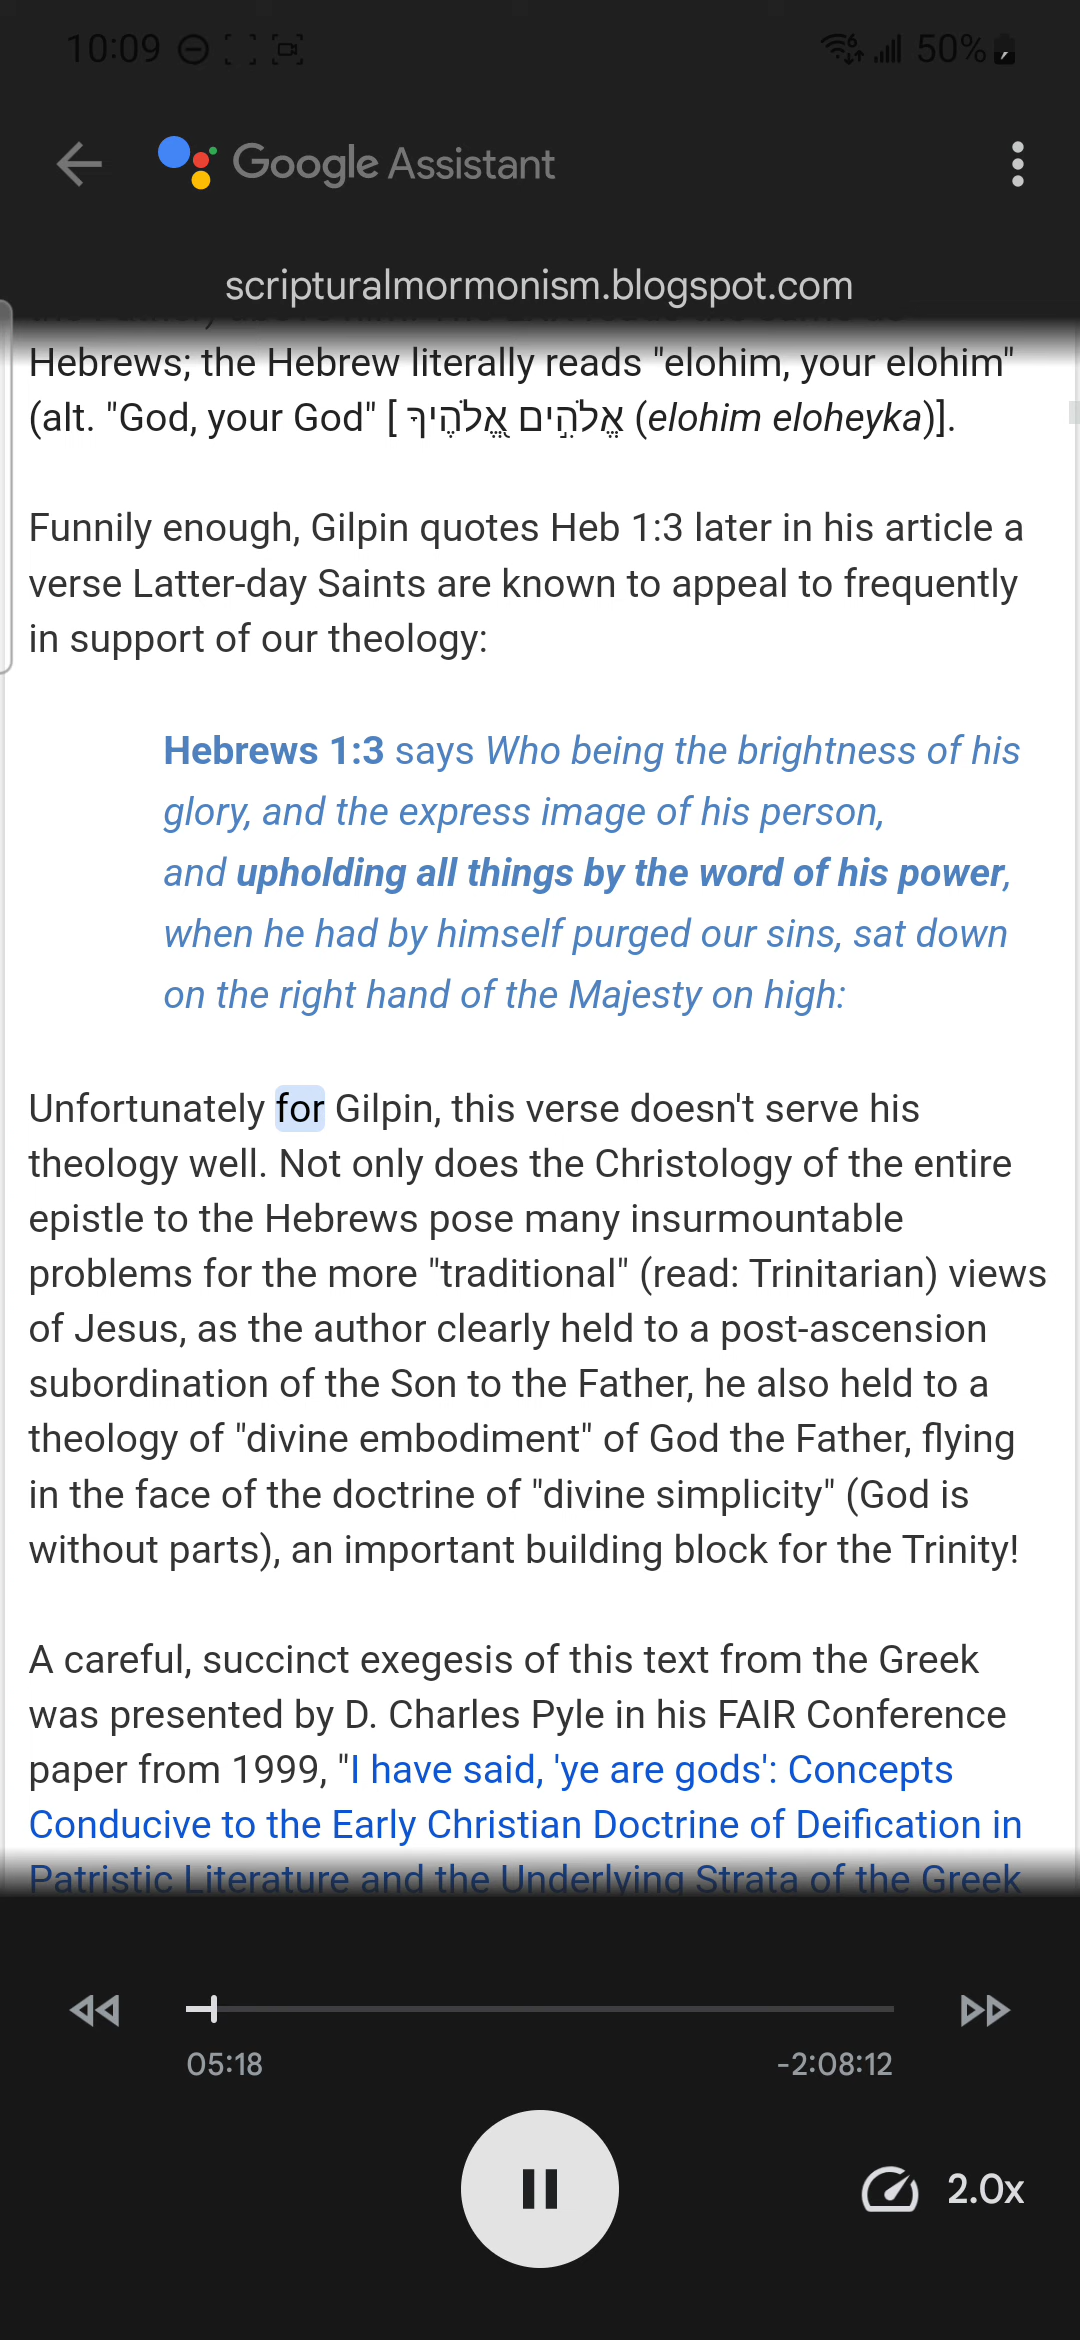 10:09
6
50%
Google Assistant
scripturalmormonism.blogspot.com
Hebrews; the Hebrew literally reads "elohim, your elohim"
(alt. "God, your God" [ אֱלֹהִ֣ים אֱ֭לֹהֶיךָ (elohim eloheyka)].
Funnily enough, Gilpin quotes Heb 1:3 later in his article a
verse Latter-day Saints are known to appeal to frequently
in support of our theology:
Hebrews 1:3 says Who being the brightness of his
glory, and the express image of his person,
and upholding all things by the word of his power,
when he had by himself purged our sins, sat down
on the right hand of the Majesty on high:
Unfortunately for Gilpin, this verse doesn't serve his
theology well. Not only does the Christology of the entire
epistle to the Hebrews pose many insurmountable
problems for the more "traditional" (read: Trinitarian) views
of Jesus, as the author clearly held to a post-ascension
subordination of the Son to the Father, he also held to a
theology of "divine embodiment" of God the Father, flying
in the face of the doctrine of "divine simplicity" (God is
without parts), an important building block for the Trinity!
A careful, succinct exegesis of this text from the Greek
was presented by D. Charles Pyle in his FAIR Conference
paper from 1999, "I have said, 'ye are gods': Concepts
Conducive to the Early Christian Doctrine of Deification in
Patristic Literature and the Underlying Strata of the Greek
05:18
-2:08:12
2.0x